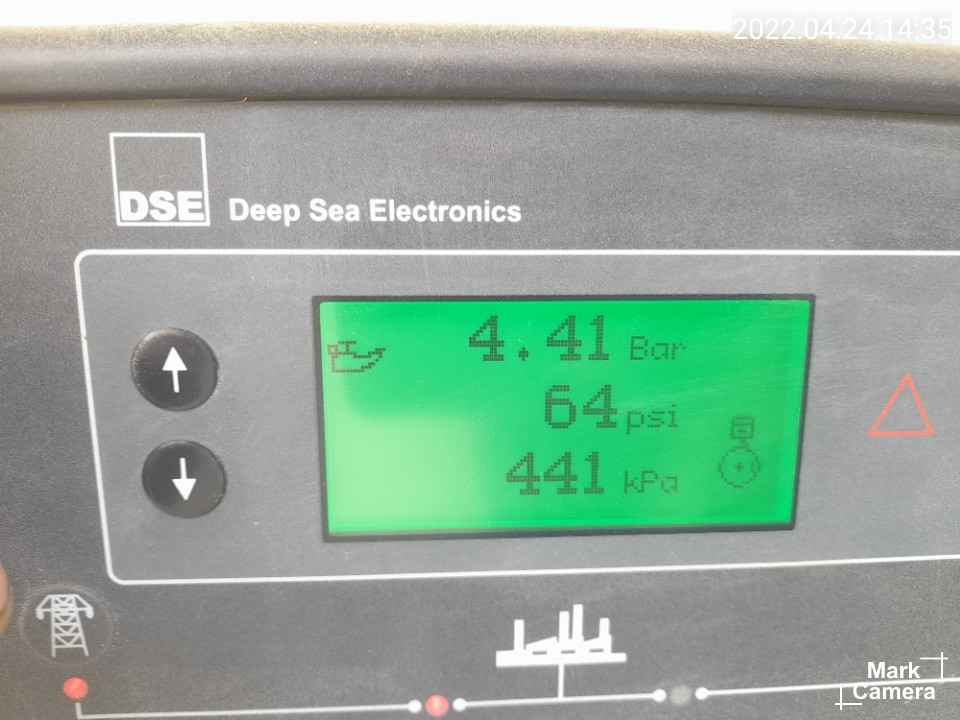 2022.04.24 14:35
DSE Deep Sea Electronics
4.41 Bar
64 psi
441 kPa
Mark
Camera